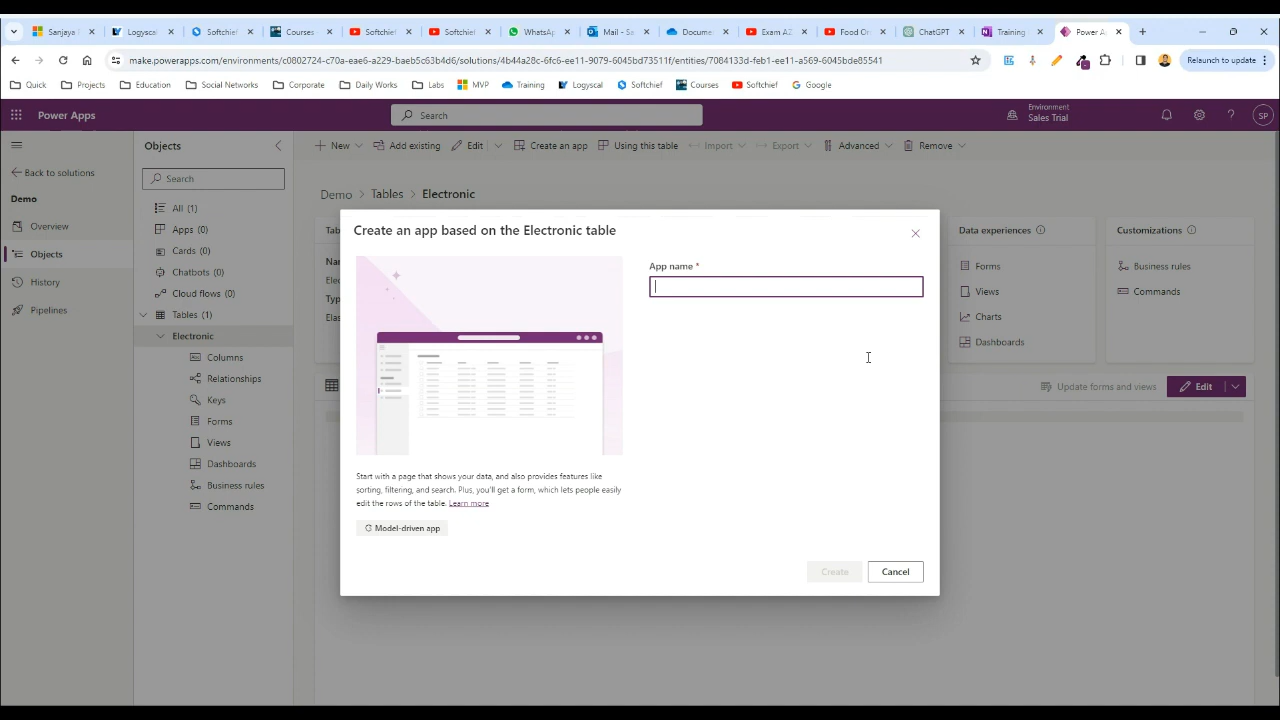 Sanjaya
Logyscal
Softchief
Courses
Softchief
Softchief
WhatsAp
Mail - Sa
Docume
Exam AZ
Food Or
ChatGPT
Training
Power A
make.powerapps.com/environments/c0802724-c70a-eae6-a229-baeb5c63b4d6/solutions/4b44a28c-6fc6-ee11-9079-6045bd73511f/entities/7084133d-feb1-ee11-a569-6045bde85541
Relaunch to update
Quick
Projects
Education
Social Networks
Corporate
Daily Works
Labs
MVP
Training
Logyscal
Softchief
Courses
Softchief
Google
Power Apps
Search
Environment
Sales Trial
SP
Back to solutions
Demo
Overview
Objects
History
Pipelines
Objects
Search
All (1)
Apps (0)
Cards (0)
Chatbots (0)
Cloud flows (0)
Tables (1)
Electronic
Columns
Relationships
Keys
Forms
Views
Dashboards
Business rules
Commands
New
Add existing
Edit
Create an app
Using this table
Import
Export
Advanced
Remove
Demo > Tables > Electronic
Create an app based on the Electronic table
Start with a page that shows your data, and also provides features like
sorting, filtering, and search. Plus, you'll get a form, which lets people easily
edit the rows of the table. Learn more
Model-driven app
App name *
Create
Cancel
Data experiences
Forms
Views
Charts
Dashboards
Customizations
Business rules
Commands
Update forms and views
Edit